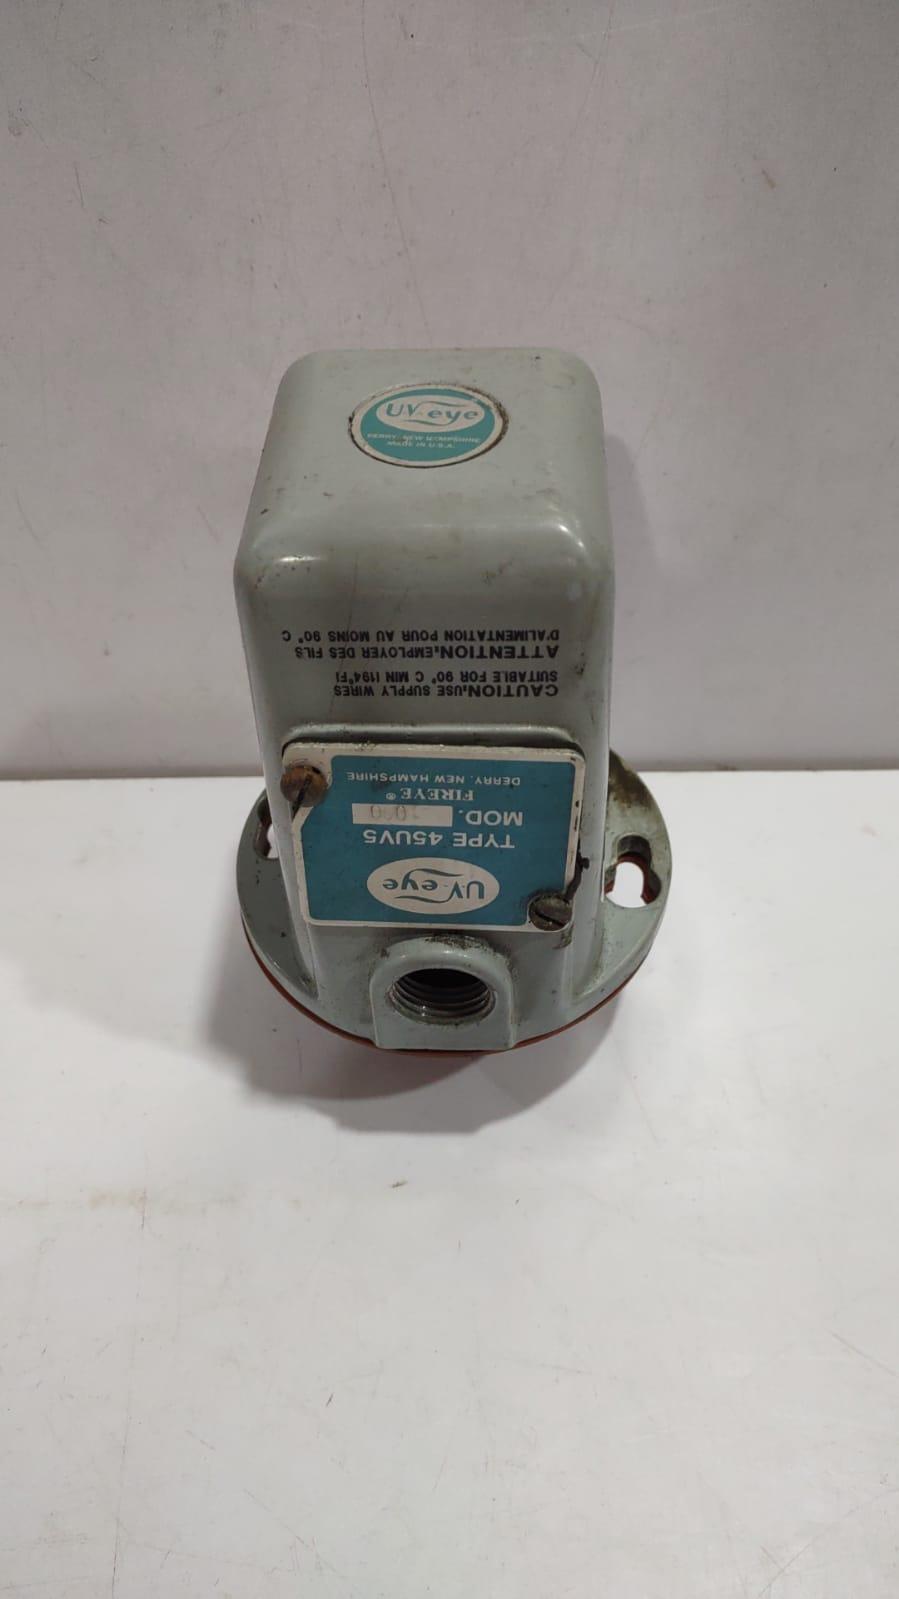 UV-eye
DERRY, NEW HAMPSHIRE
MADE IN U.S.A.
CAUTION: USE SUPPLY WIRES
SUITABLE FOR 90° C MIN (194°F)
ATTENTION: EMPLOYER DES FILS
D'ALIMENTATION POUR AU MOINS 90° C
UV-eye
TYPE 45UV5
MOD.
FIREYE ®
DERRY, NEW HAMPSHIRE